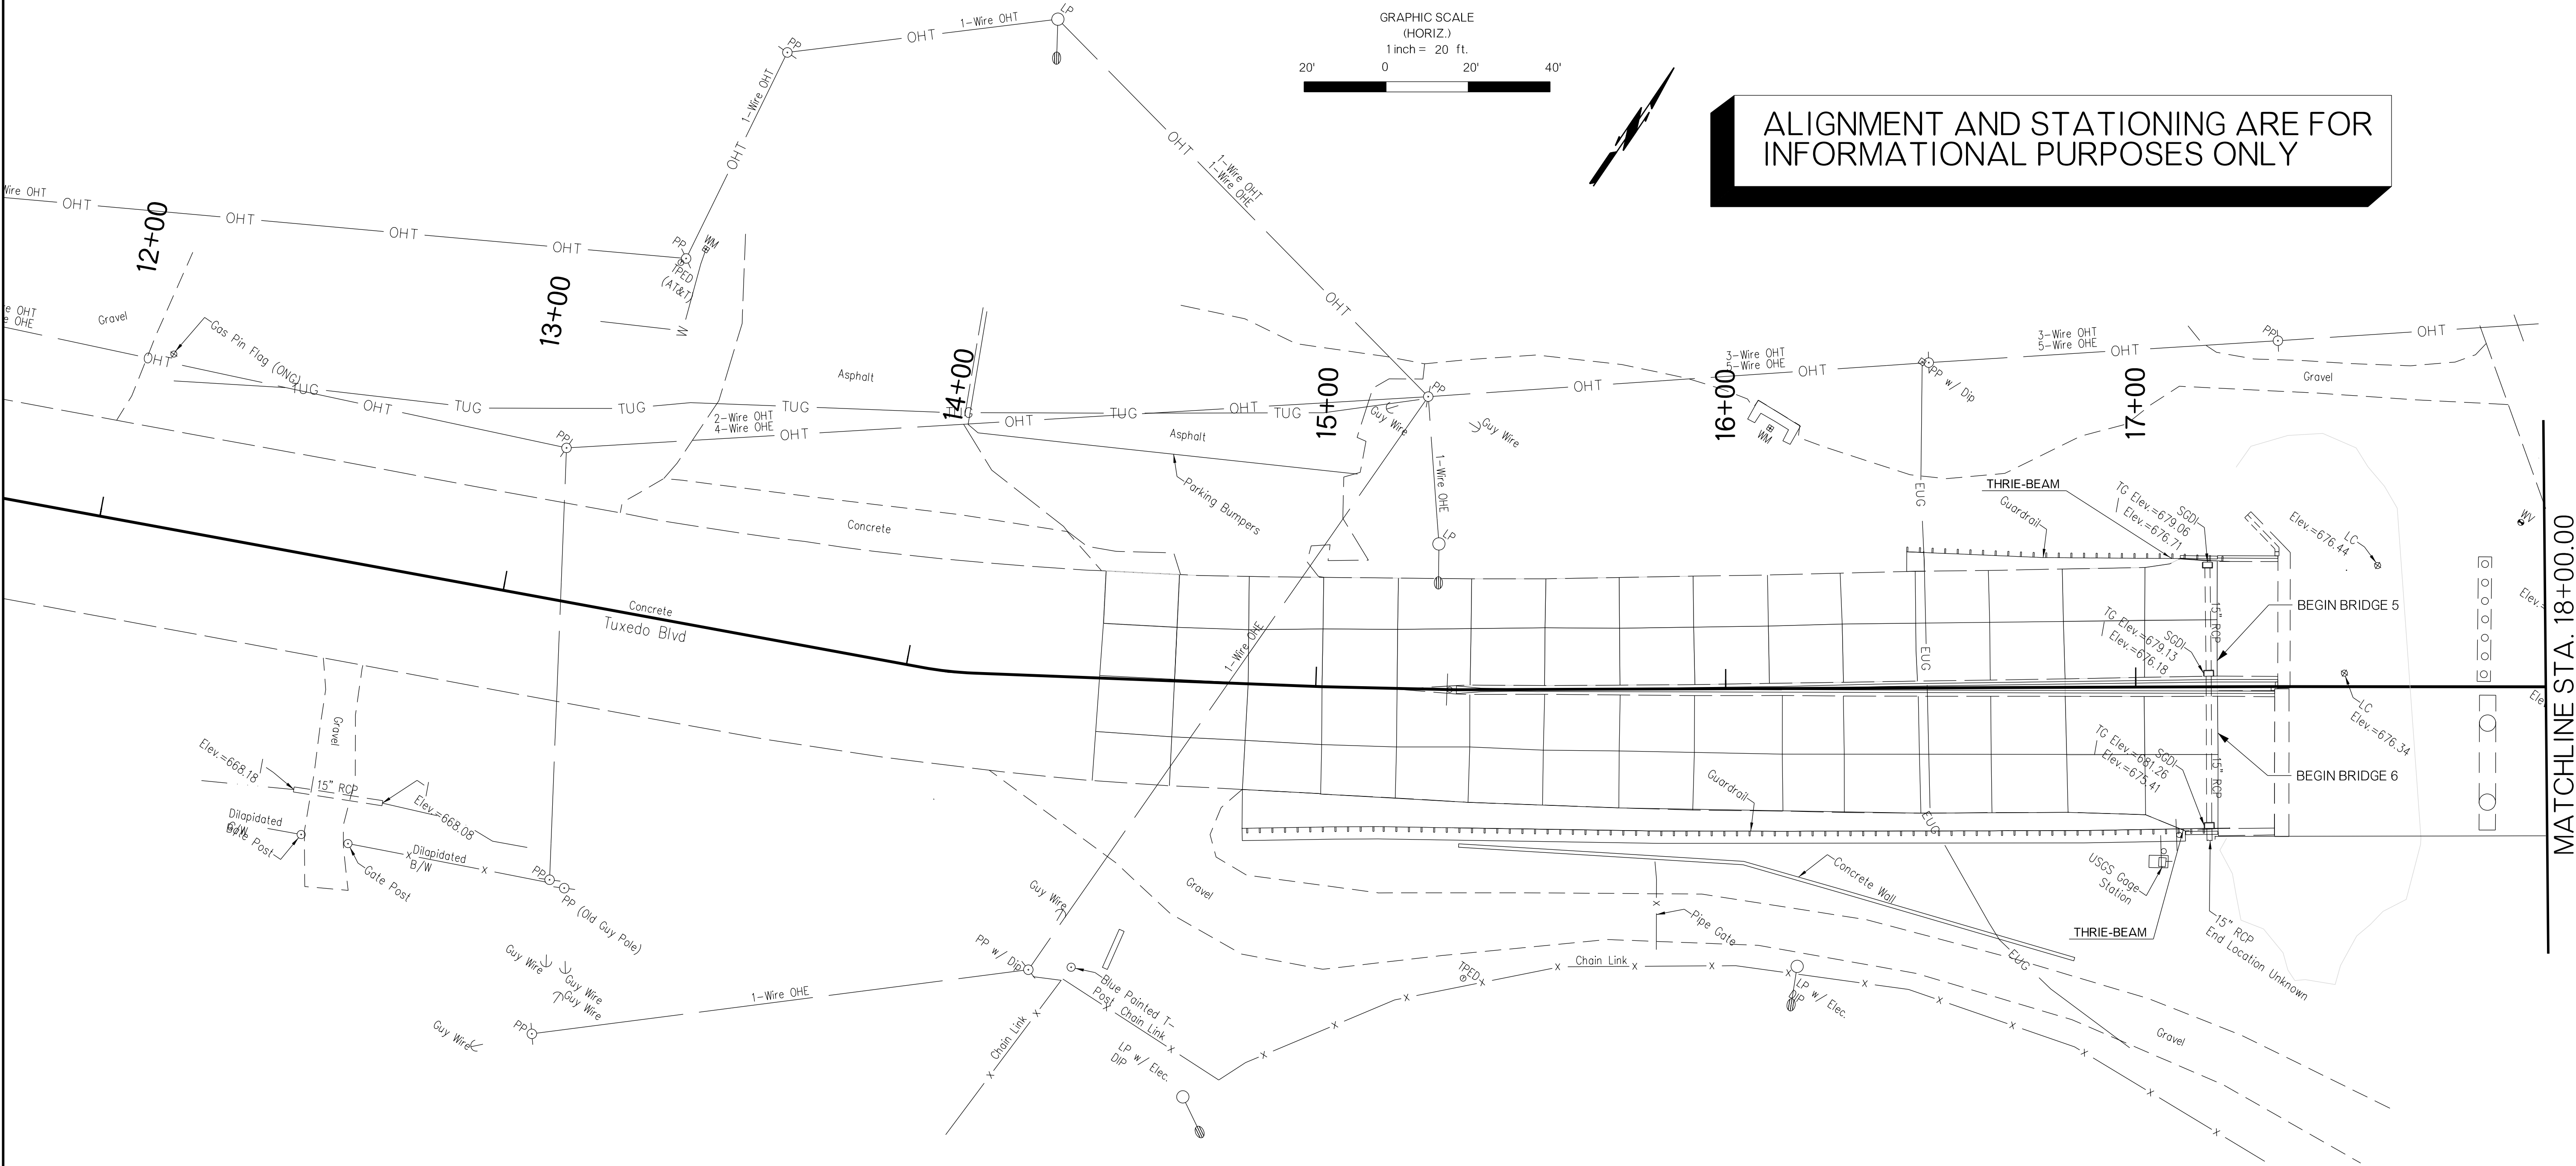 GRAPHIC SCALE
(HORIZ.)
1 inch = 20 ft.
20' 0 20' 40'
ALIGNMENT AND STATIONING ARE FOR
INFORMATIONAL PURPOSES ONLY
LP
1-Wire OHT
OHT
PP
1-Wire OHT
OHT
OHT
1-Wire OHT
1-Wire OHE
OHT
Wire OHT
OHT
OHT
OHT
OHT
12+00
PP
WM
TPED
(AT&T)
W
13+00
e OHT
e OHE
Gravel
OHT
Gas Pin Flag (ONG)
TUG
OHT
TUG
TUG
TUG
Asphalt
14+00
TUG
TUG
TUG
2-Wire OHT
4-Wire OHE
OHT
OHT
OHT
PP
Asphalt
Parking Bumpers
15+00
PP
Guy Wire
Guy Wire
OHT
1-Wire OHE
LP
3-Wire OHT
5-Wire OHE
OHT
16+00
WM
PP w/ Dip
3-Wire OHT
5-Wire OHE
OHT
PP
OHT
Gravel
17+00
EUG
EUG
EUG
EUG
THRIE-BEAM
Guardrail
TG Elev.=679.06
Elev.=676.71
SGDI
Elev.=676.44
LC
WV
Elev.=
15" RCP
BEGIN BRIDGE 5
TG Elev.=679.13
Elev.=676.18
SGDI
LC
Elev.=676.34
Ele
TG Elev.=681.26
Elev.=675.41
SGDI
15" RCP
BEGIN BRIDGE 6
MATCHLINE STA. 18+00.00
Concrete
Concrete
Tuxedo Blvd
1-Wire OHE
Gravel
Elev.=668.18
15" RCP
Elev.=668.08
Dilapidated
Gate Post
Dilapidated
B/W
Gate Post
PP
PP (Old Guy Pole)
Guy Wire
Guy Wire
Guy Wire
Guy Wire
PP
1-Wire OHE
PP w/ Dip
Guy Wire
Blue Painted T-
Post
Chain Link
Chain Link
LP w/ Elec.
DIP
Gravel
Guardrail
Concrete Wall
Pipe Gate
TPED
Chain Link
LP w/ Elec.
DIP
USGS Gage
Station
THRIE-BEAM
15" RCP
End Location Unknown
Gravel